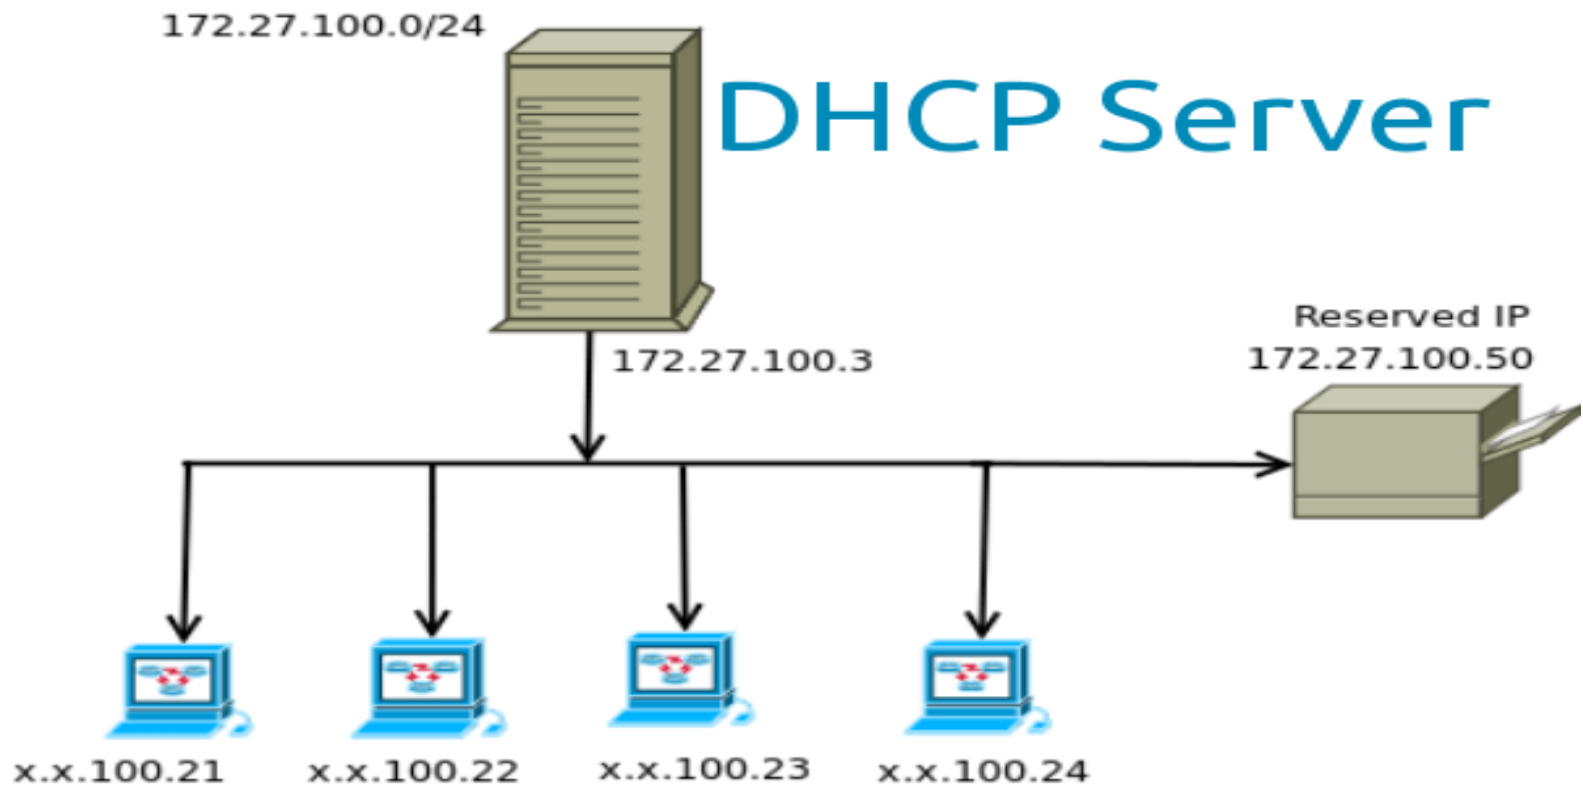 172.27.100.0/24
DHCP Server
172.27.100.3
Reserved IP
172.27.100.50
x.x.100.21
x.x.100.22
x.x.100.23
x.x.100.24